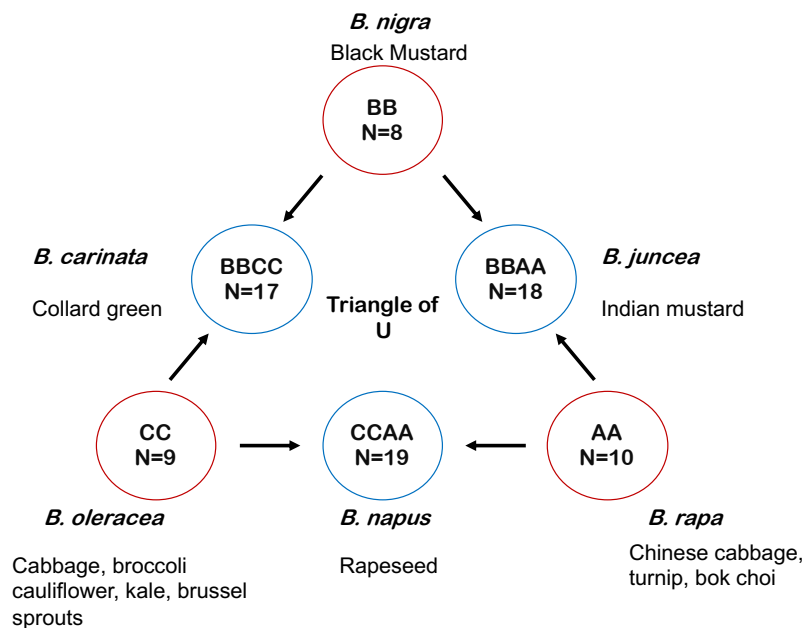 B. nigra
Black Mustard
BB
N=8
B. carinata
Collard green
BBCC
N=17
Triangle of
U
BBAA
N=18
B. juncea
Indian mustard
CC
N=9
CCAA
N=19
AA
N=10
B. oleracea
Cabbage, broccoli
cauliflower, kale, brussel
sprouts
B. napus
Rapeseed
B. rapa
Chinese cabbage,
turnip, bok choi